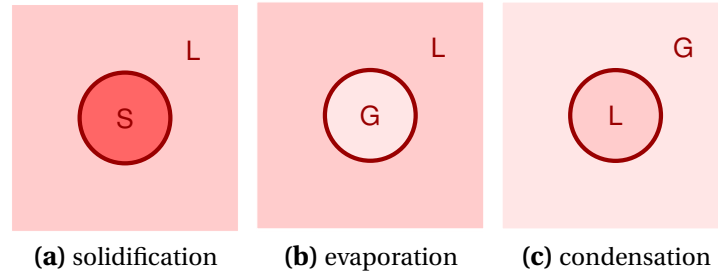 L
S
(a) solidification
L
G
(b) evaporation
G
L
(c) condensation